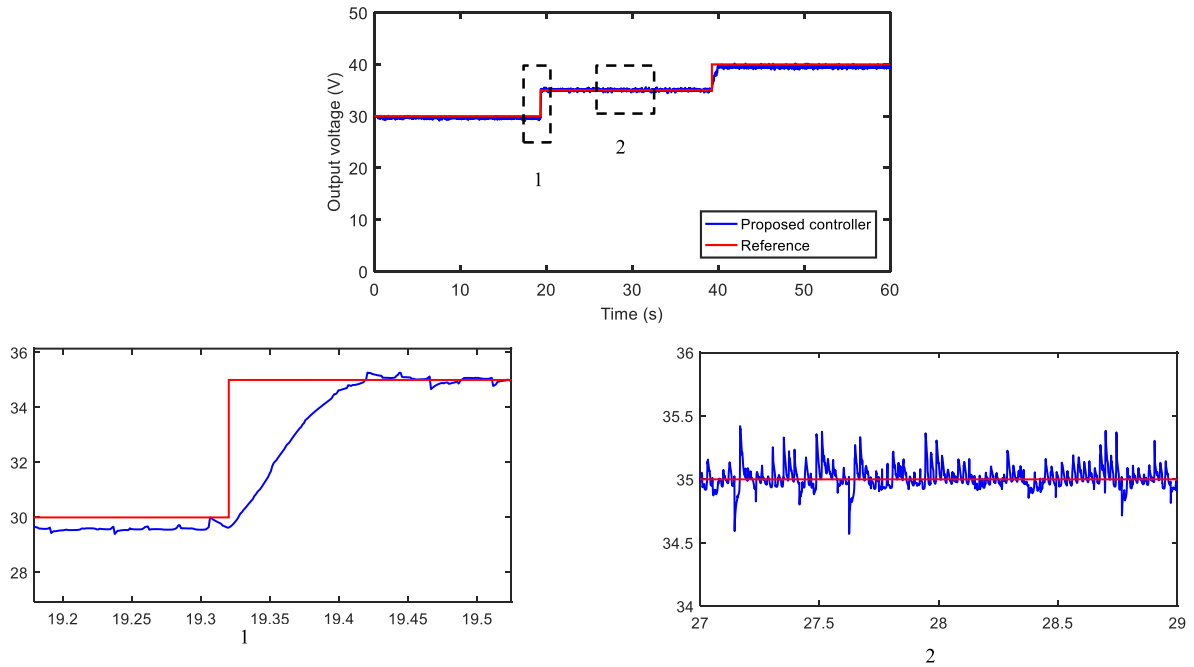 50
40
30
20
10
0
Output voltage (V)
1
2
Proposed controller
Reference
0 10 20 30 40 50 60
Time (s)
36
34
32
30
28
19.2 19.25 19.3 19.35 19.4 19.45 19.5
1
36
35.5
35
34.5
34
27 27.5 28 28.5 29
2